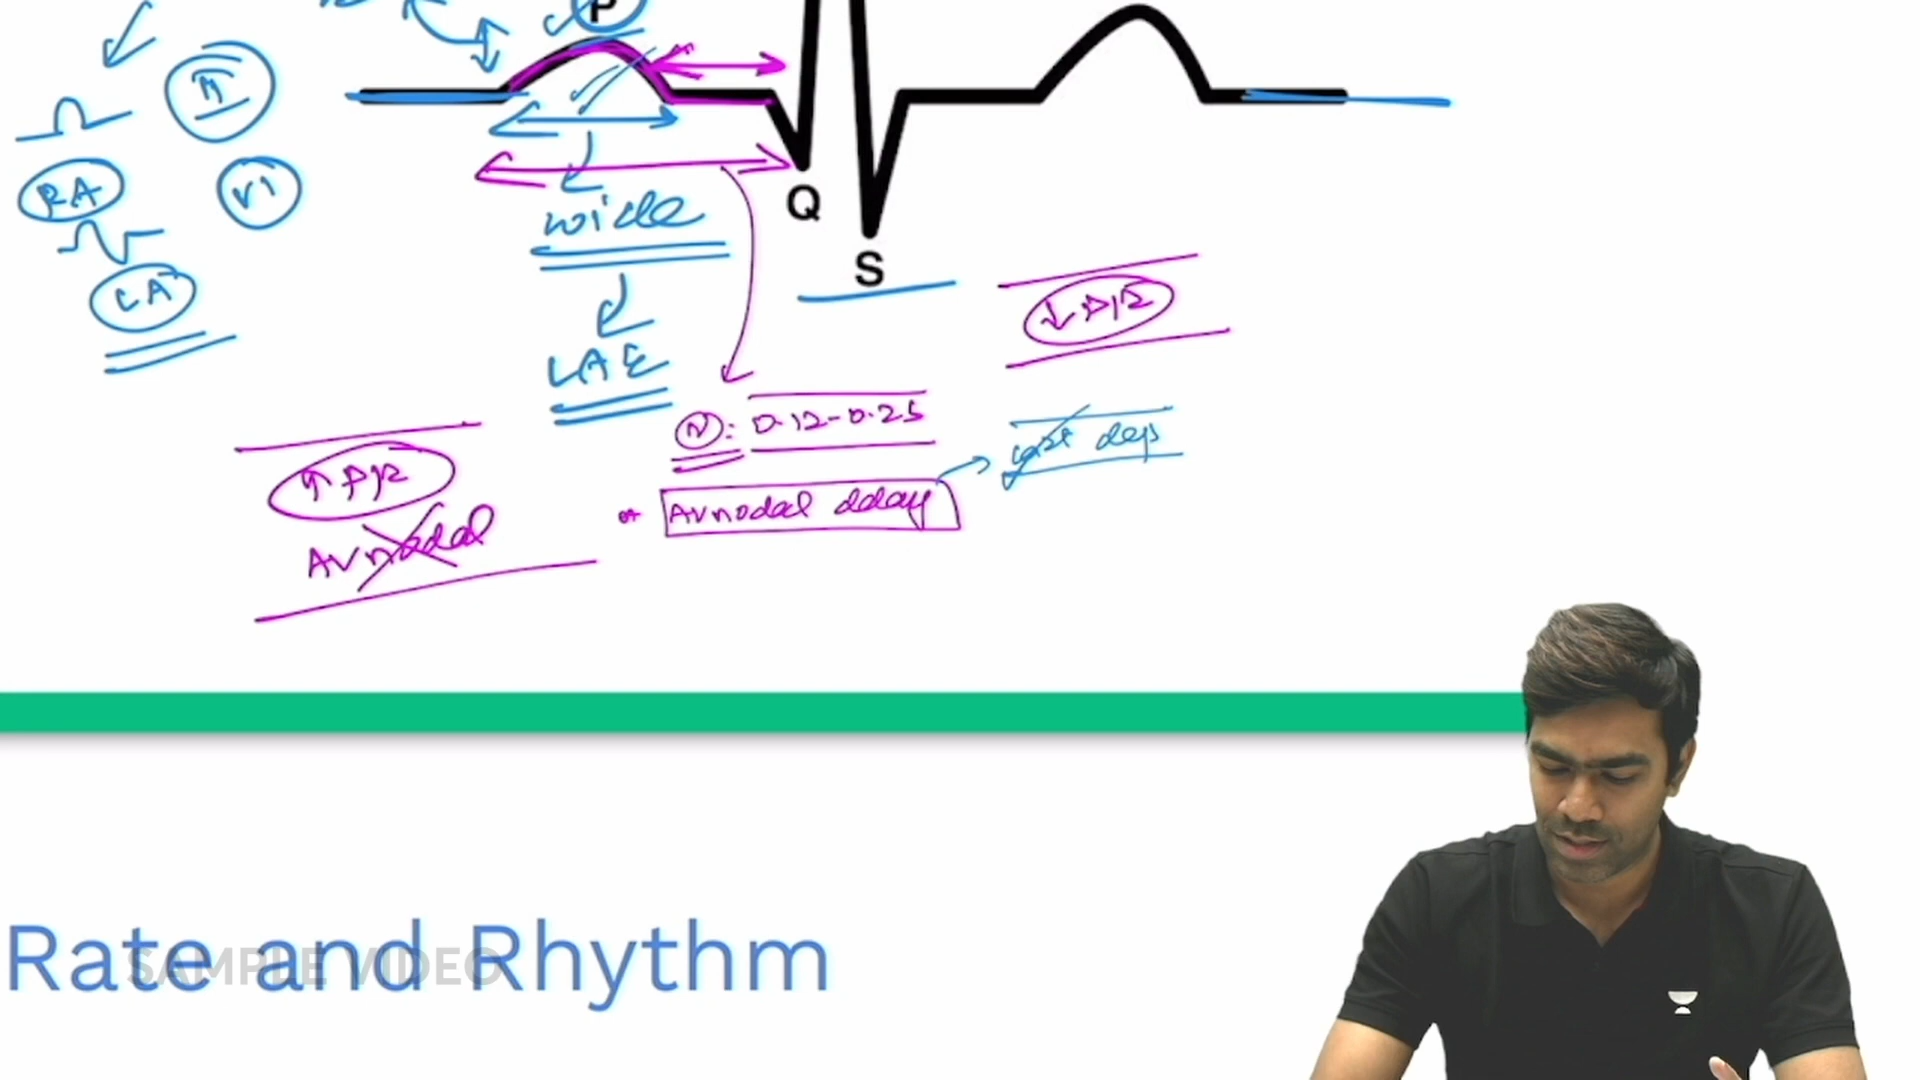 P
II
RA
V1
LA
wide
LAE
Q
S
↓ PR
N: 0.12-0.25
AV nodal delay
↑ PR
AV nodal
Rate and Rhythm
SAMPLE VIDEO